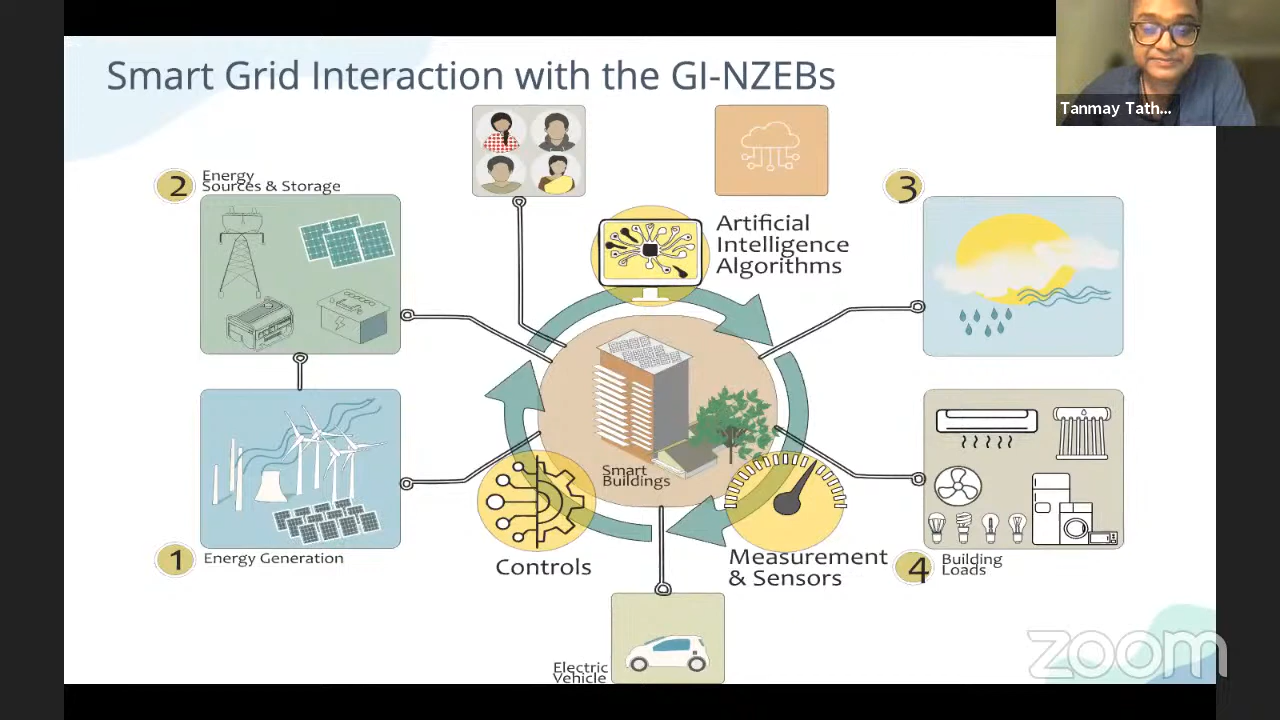 Smart Grid Interaction with the GI-NZEBs
Tanmay Tath...
2
Energy
Sources & Storage
3
Artificial
Intelligence
Algorithms
Smart
Buildings
1
Energy Generation
Controls
Measurement
& Sensors
4
Building
Loads
Electric
Vehicle
zoom